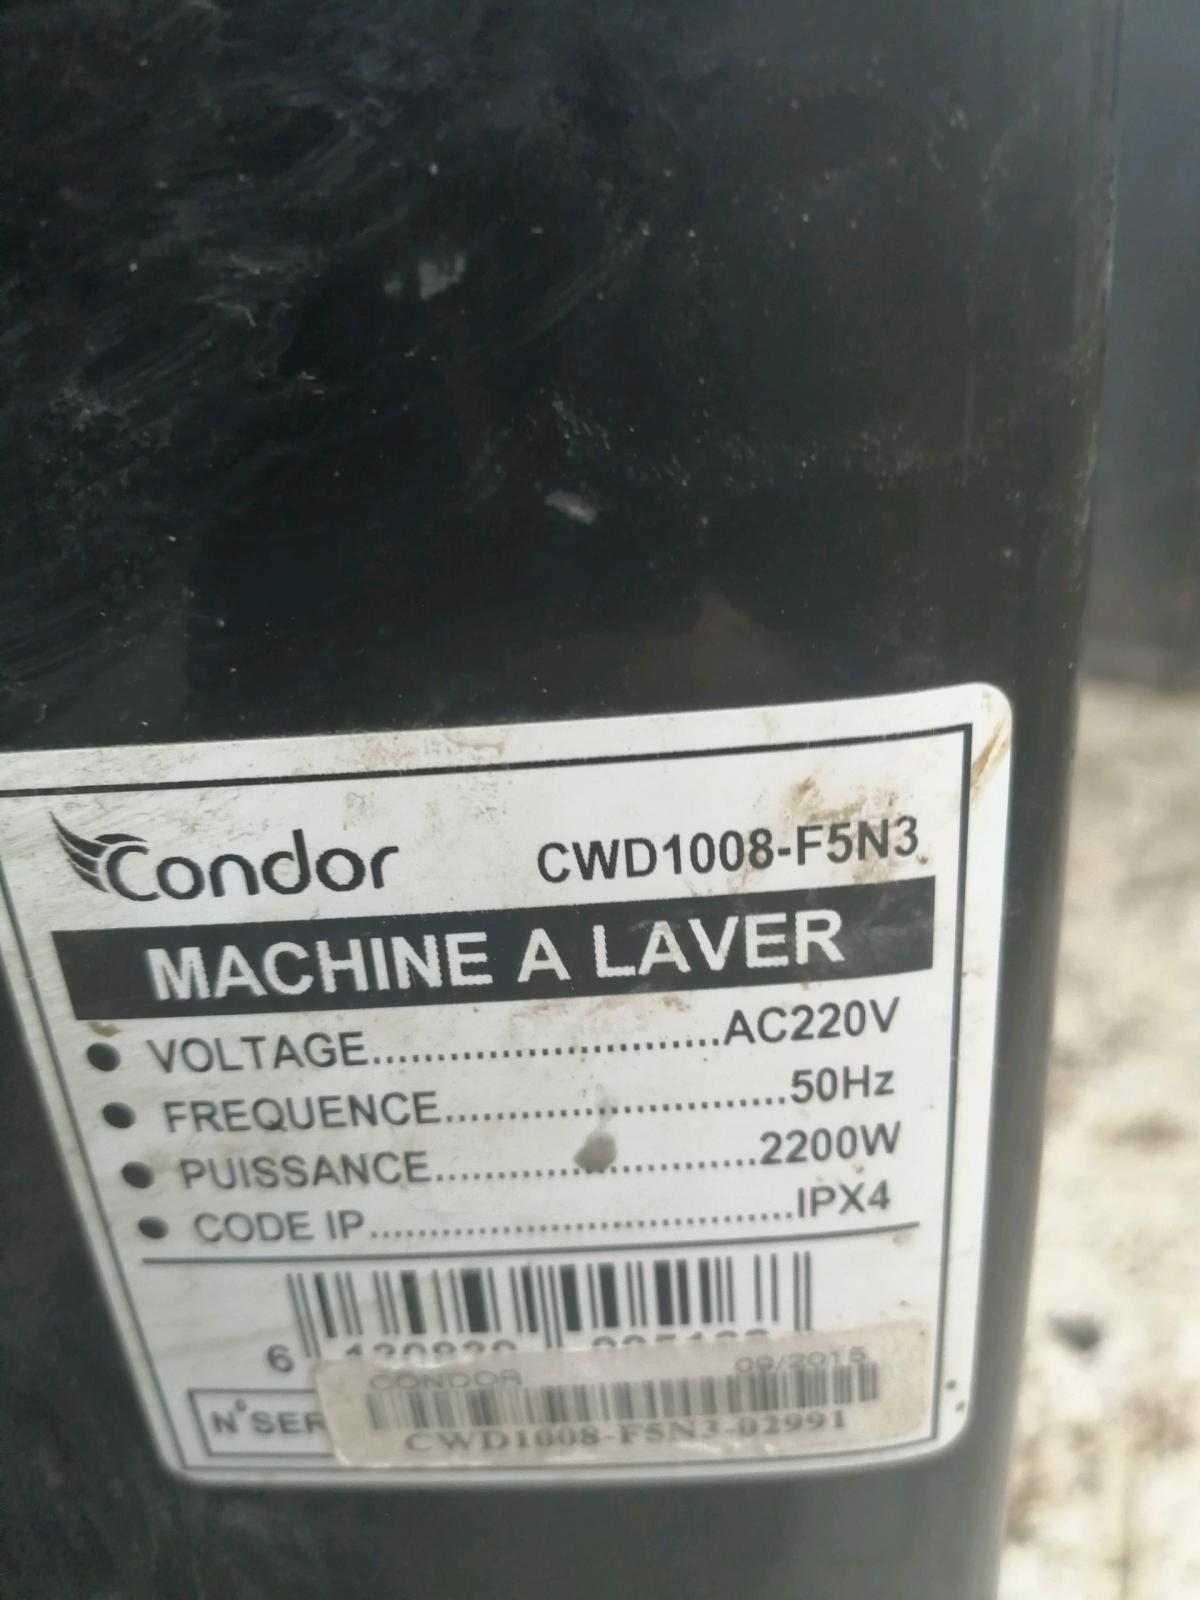 Condor CWD1008-F5N3
MACHINE A LAVER
VOLTAGE..............................AC220V
FREQUENCE..............................50Hz
PUISSANCE..............................2200W
CODE IP..............................IPX4
6
CONDOR 09/2015
N° SER
CWD1008-F5N3-02991